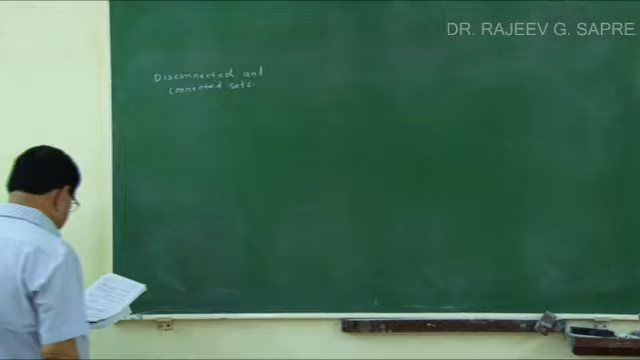 DR. RAJEEV G. SAPRE
Disconnected and
connected sets.